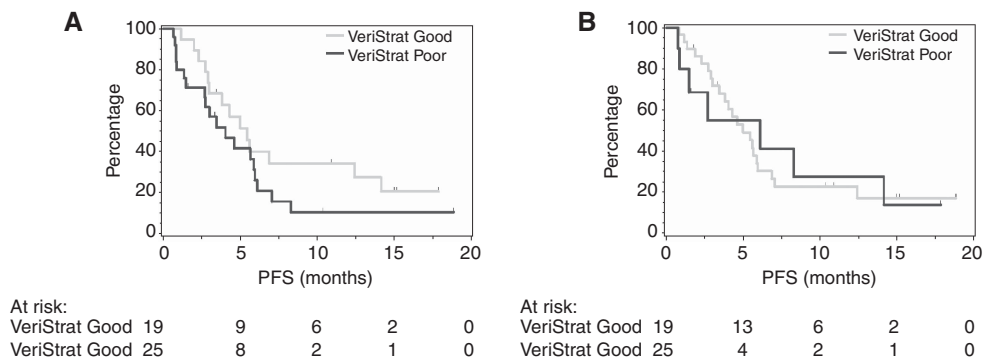 A
VeriStrat Good
VeriStrat Poor
Percentage
100
80
60
40
20
0
0 5 10 15 20
PFS (months)
At risk:
VeriStrat Good 19 9 6 2 0
VeriStrat Good 25 8 2 1 0
B
VeriStrat Good
VeriStrat Poor
Percentage
100
80
60
40
20
0
0 5 10 15 20
PFS (months)
At risk:
VeriStrat Good 19 13 6 2 0
VeriStrat Good 25 4 2 1 0